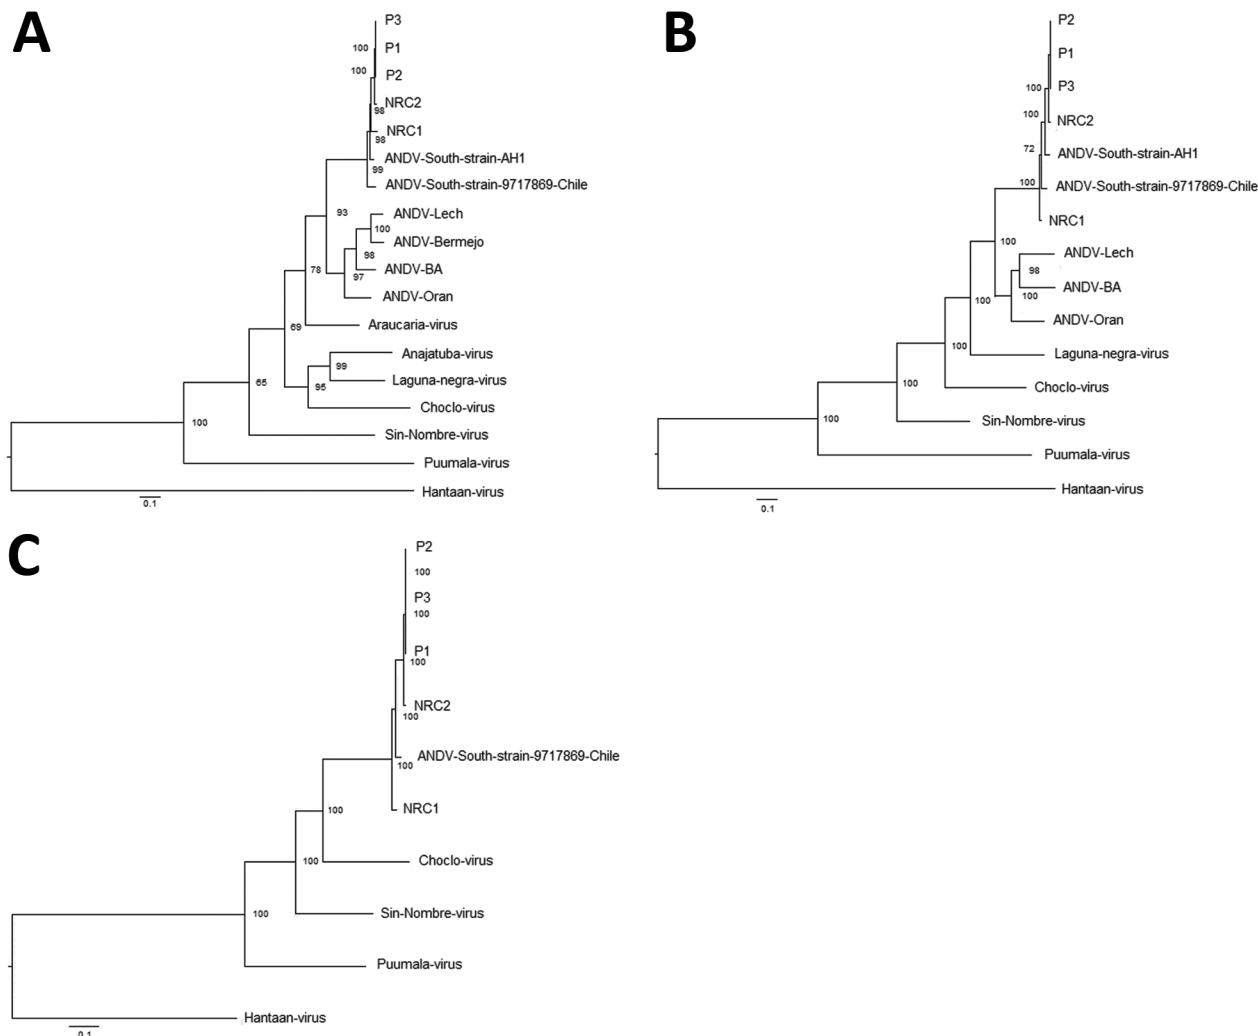 A
P3
100
P1
100
P2
NRC2
98
NRC1
98
ANDV-South-strain-AH1
99
ANDV-South-strain-9717869-Chile
93
ANDV-Lech
100
ANDV-Bermejo
98
ANDV-BA
97
78
ANDV-Oran
Araucaria-virus
69
Anajatuba-virus
99
Laguna-negra-virus
95
65
Choclo-virus
100
Sin-Nombre-virus
Puumala-virus
Hantaan-virus
0.1
B
P2
P1
100
P3
100
NRC2
72
ANDV-South-strain-AH1
100
ANDV-South-strain-9717869-Chile
NRC1
100
ANDV-Lech
98
ANDV-BA
100
100
ANDV-Oran
100
Laguna-negra-virus
100
Choclo-virus
100
Sin-Nombre-virus
Puumala-virus
Hantaan-virus
0.1
C
P2
100
P3
100
P1
100
NRC2
100
ANDV-South-strain-9717869-Chile
100
NRC1
100
100
Choclo-virus
100
Sin-Nombre-virus
Puumala-virus
Hantaan-virus
0.1